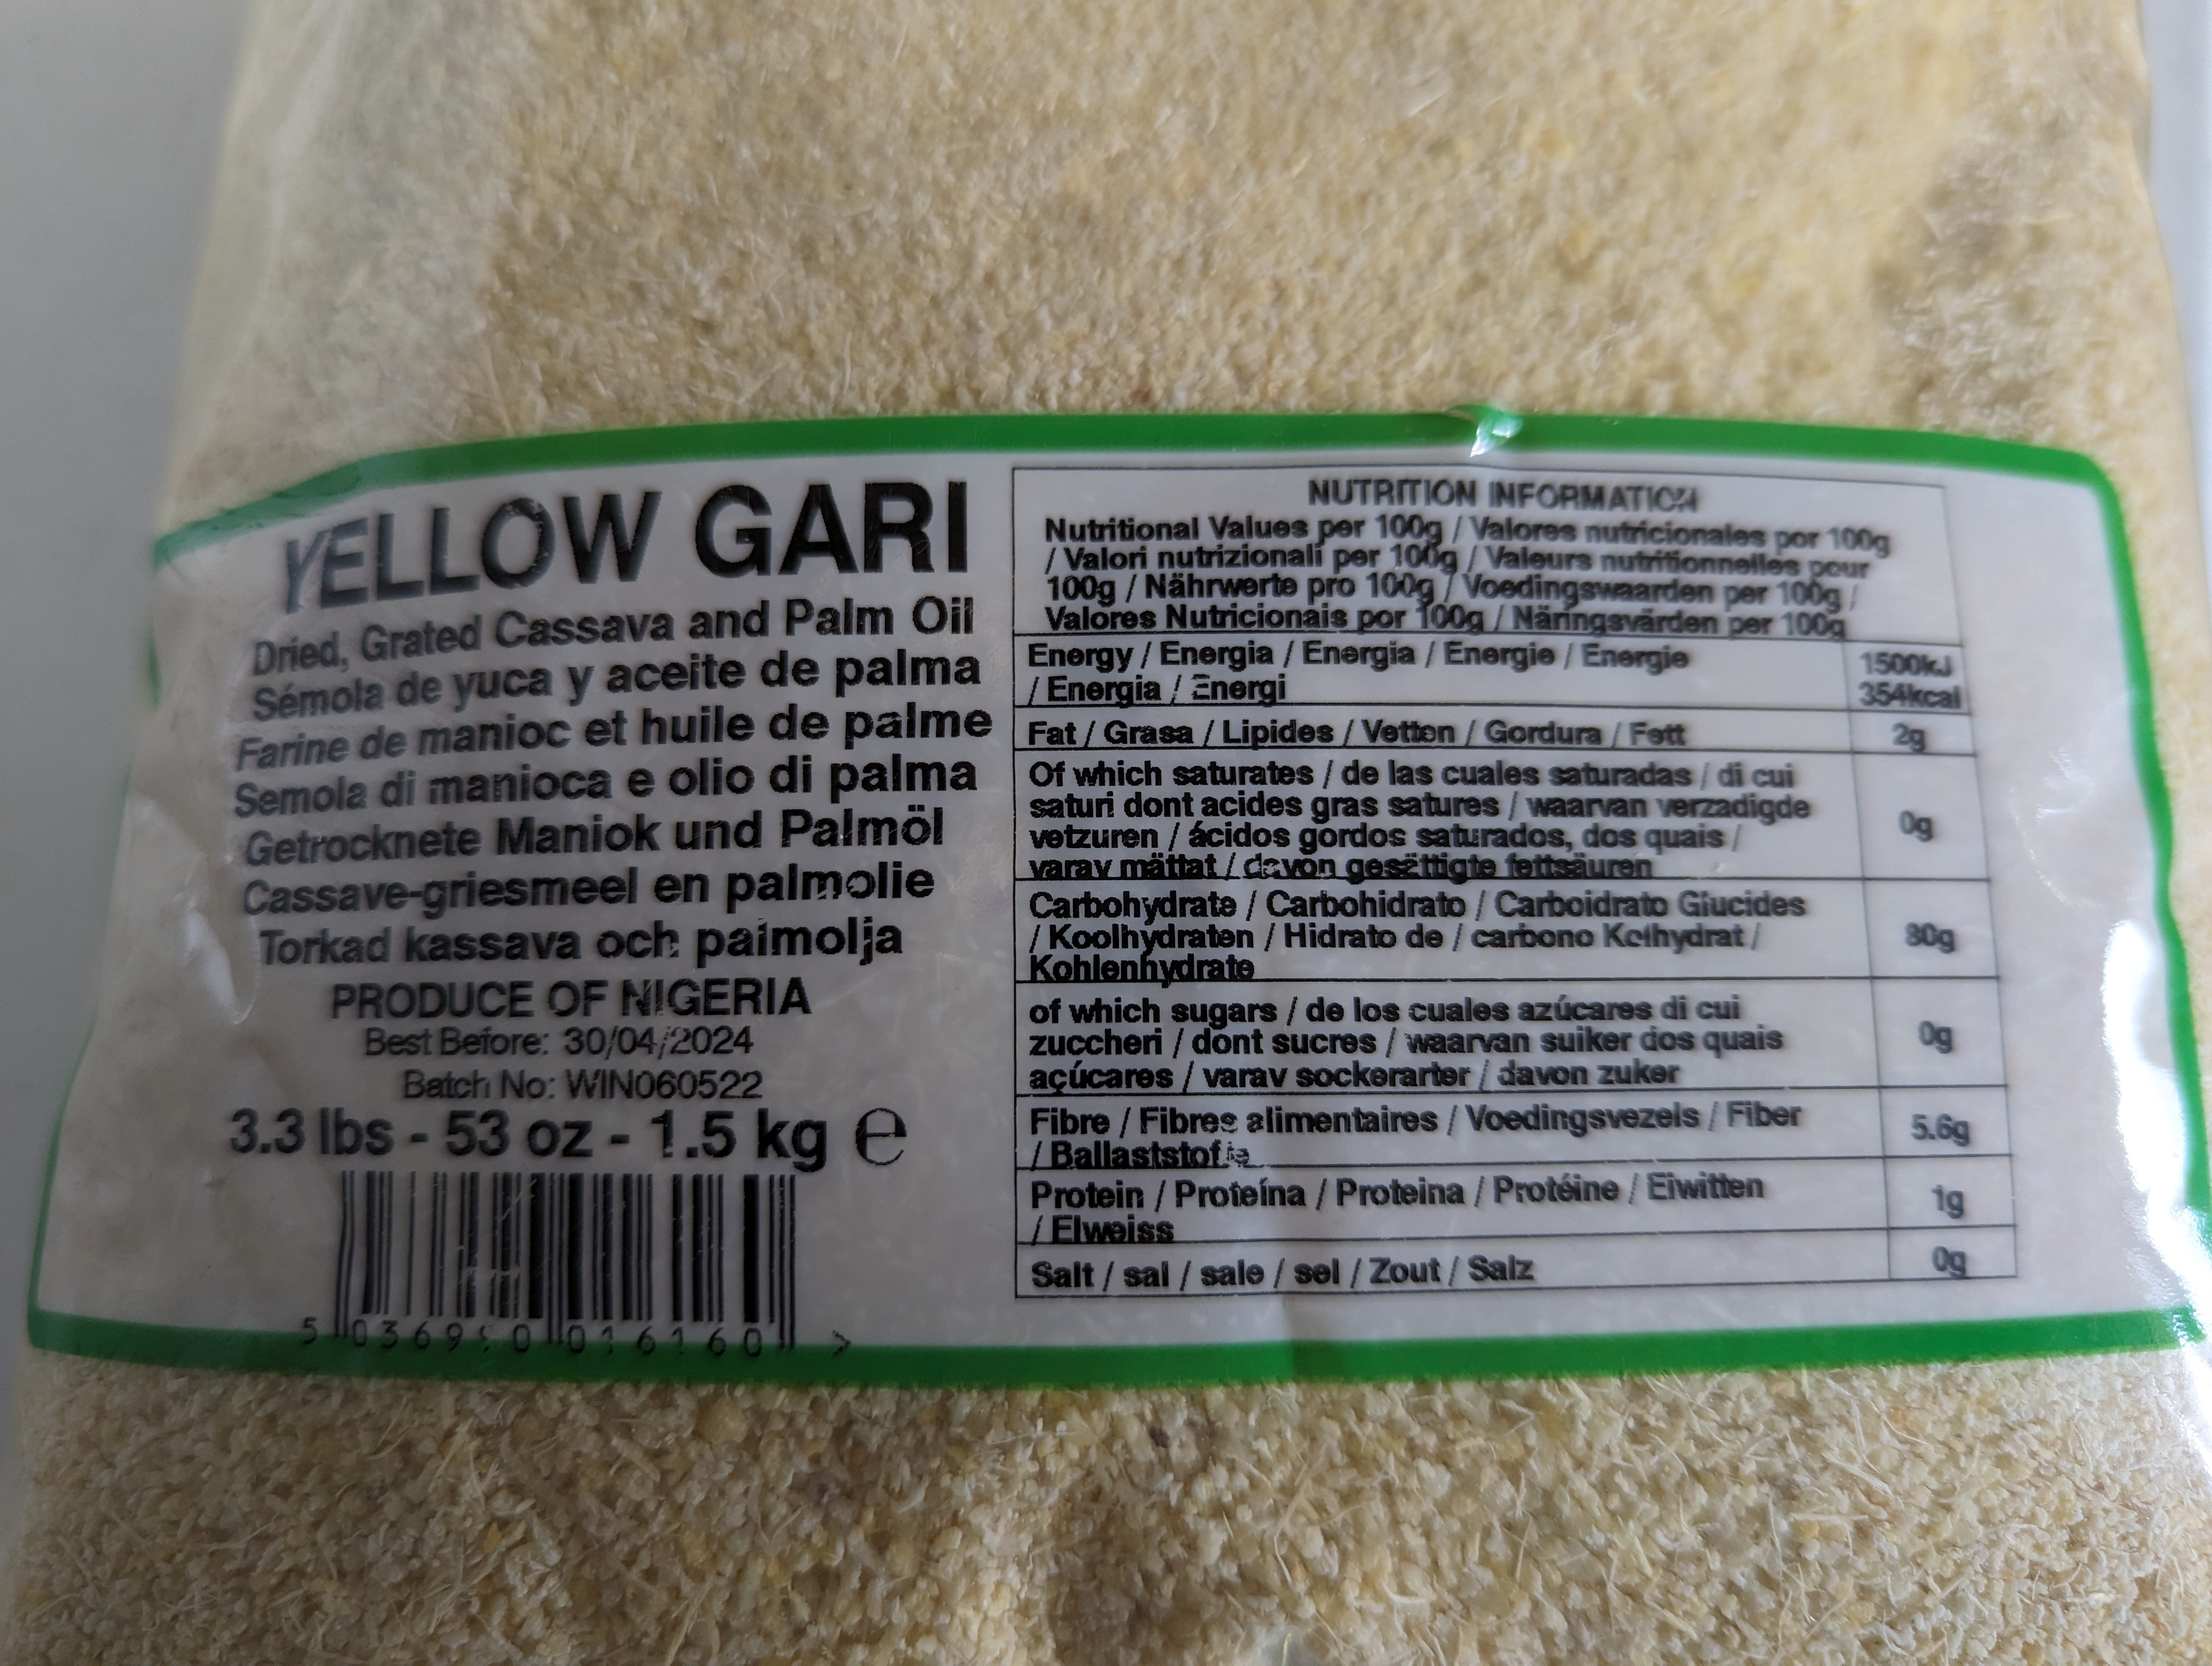 YELLOW GARI
Dried, Grated Cassava and Palm Oil
Sémola de yuca y aceite de palma
Farine de manioc et huile de palme
Semola di manioca e olio di palma
Getrocknete Maniok und Palmöl
Cassave-griesmeel en palmolie
Torkad kassava och palmolja
PRODUCE OF NIGERIA
Best Before: 30/04/2024
Batch No: WIN060522
3.3 lbs - 53 oz - 1.5 kg e
NUTRITION INFORMATION
Nutritional Values per 100g / Valores nutricionales por 100g
/ Valori nutrizionali per 100g / Valeurs nutritionnelles pour
100g / Nährwerte pro 100g / Voedingswaarden per 100g /
Valores Nutricionais por 100g / Näringsvärden per 100g
Energy / Energia / Energia / Energie / Energie
/ Energia / Energi
1500kJ
354kcal
Fat / Grasa / Lipides / Vetten / Gordura / Fett 2g
Of which saturates / de las cuales saturadas / di cui
saturi dont acides gras satures / waarvan verzadigde
vetzuren / ácidos gordos saturados, dos quais /
varav mättat / davon gesättigte fettsäuren
0g
Carbohydrate / Carbohidrato / Carboidrato Glucides
/ Koolhydraten / Hidrato de / carbono Kolhydrat /
Kohlenhydrate
80g
of which sugars / de los cuales azúcares di cui
zuccheri / dont sucres / waarvan suiker dos quais
açúcares / varav sockerarter / davon zuker
0g
Fibre / Fibres alimentaires / Voedingsvezels / Fiber
/ Ballaststoffe
5.6g
Protein / Proteína / Proteina / Protéine / Eiwitten
/ Elweiss
1g
Salt / sal / sale / sel / Zout / Salz 0g